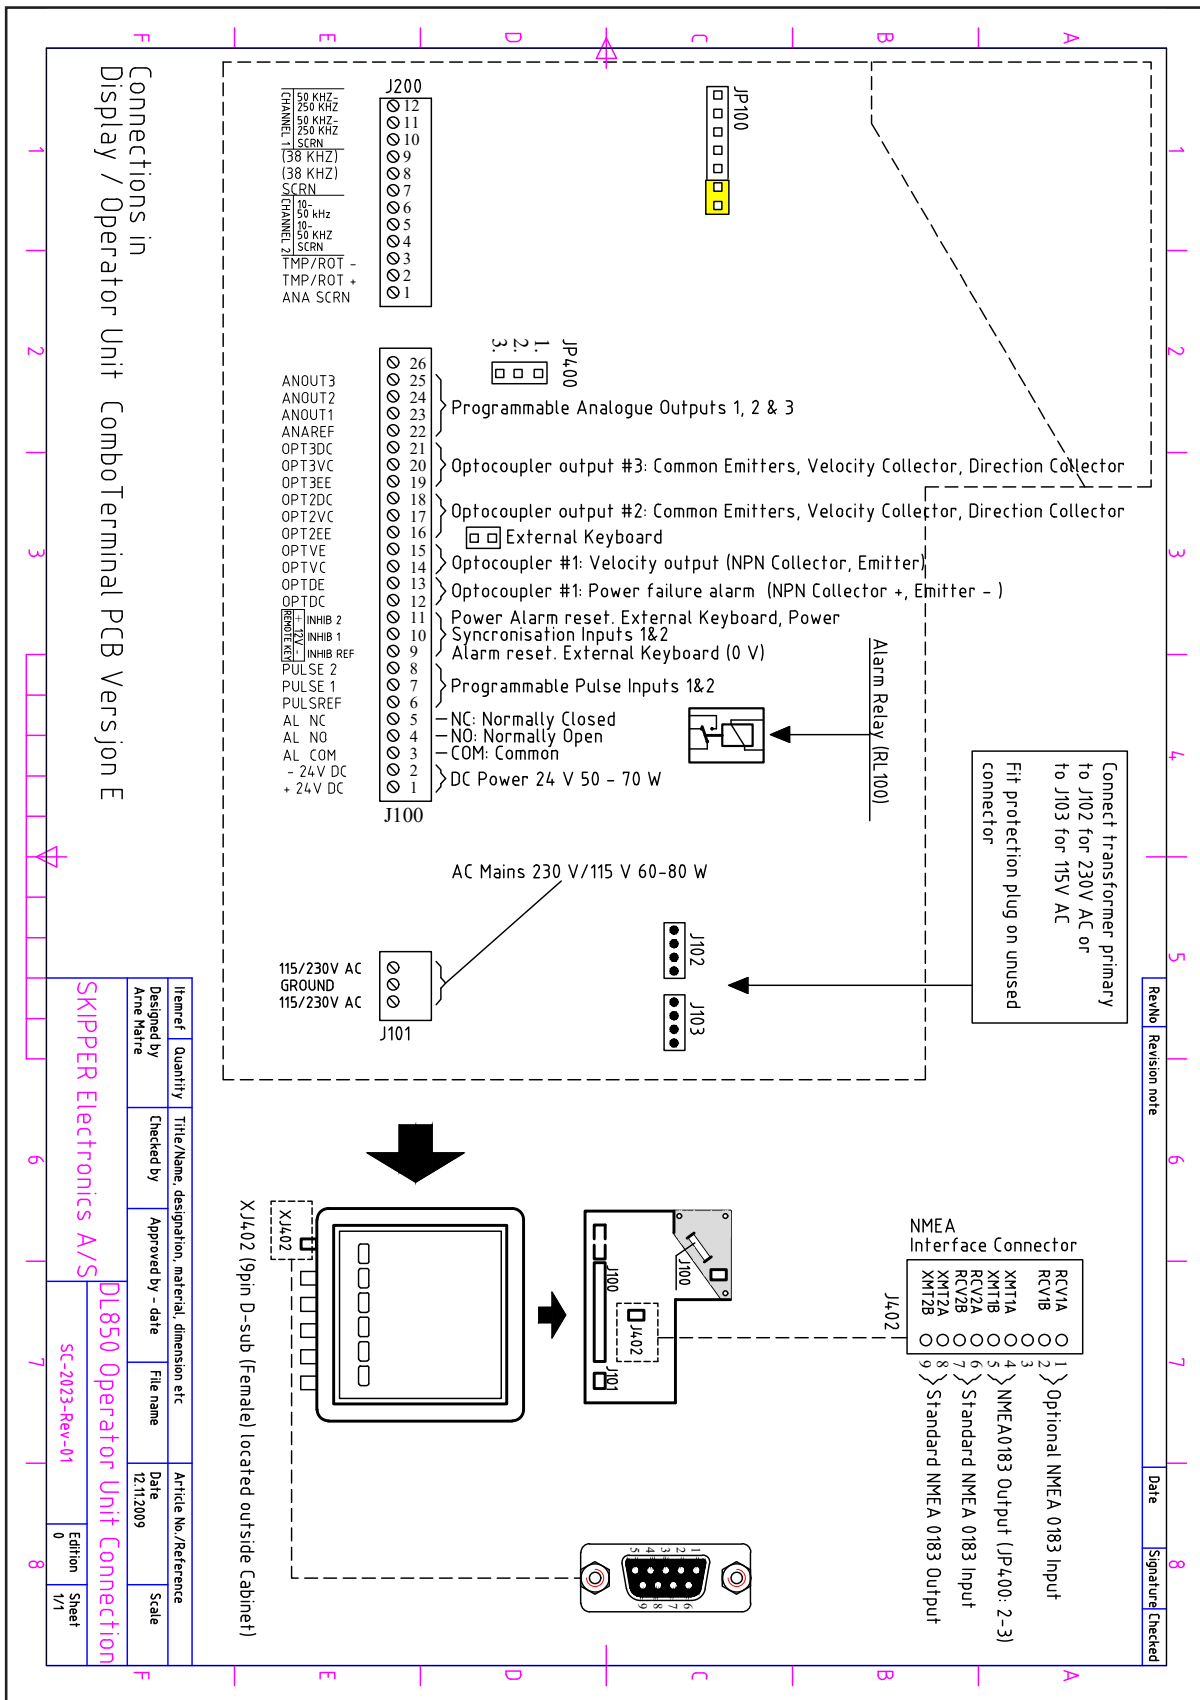 F
E
D
C
B
A
1
2
3
4
5
6
7
8
Connections in
Display / Operator Unit ComboTerminal PCB Versjon E
J200
CHANNEL 1
50 KHZ-
250 KHZ
50 KHZ-
250 KHZ
SCRN
(38 KHZ)
(38 KHZ)
SCRN
CHANNEL 2
10-
50 kHz
10-
50 KHZ
SCRN
TMP/ROT -
TMP/ROT +
ANA SCRN
12
11
10
9
8
7
6
5
4
3
2
1
JP100
JP400
1.
2.
3.
26
ANOUT3 25
ANOUT2 24
ANOUT1 23
ANAREF 22
Programmable Analogue Outputs 1, 2 & 3
OPT3DC 21
OPT3VC 20
OPT3EE 19
Optocoupler output #3: Common Emitters, Velocity Collector, Direction Collector
OPT2DC 18
OPT2VC 17
OPT2EE 16
Optocoupler output #2: Common Emitters, Velocity Collector, Direction Collector
External Keyboard
OPTVE 15
OPTVC 14
Optocoupler #1: Velocity output (NPN Collector, Emitter)
OPTDE 13
OPTDC 12
Optocoupler #1: Power failure alarm (NPN Collector +, Emitter - )
REMOTE KEY
+ 12V -
INHIB 2 11
INHIB 1 10
INHIB REF 9
Power Alarm reset. External Keyboard, Power
Syncronisation Inputs 1&2
Alarm reset. External Keyboard (0 V)
PULSE 2 8
PULSE 1 7
PULSREF 6
Programmable Pulse Inputs 1&2
AL NC 5 NC: Normally Closed
AL NO 4 NO: Normally Open
AL COM 3 COM: Common
- 24V DC 2
+ 24V DC 1
DC Power 24 V 50 - 70 W
J100
Alarm Relay (RL100)
Connect transformer primary
to J102 for 230V AC or
to J103 for 115V AC
Fit protection plug on unused
connector
AC Mains 230 V/115 V 60-80 W
J102
J103
115/230V AC
GROUND
115/230V AC
J101
XJ402
XJ402 (9pin D-sub (Female) located outside Cabinet)
J100
J100
J402
J101
NMEA
Interface Connector
J402
RCV1A 1
RCV1B 2
3
XMT1A 4
XMT1B 5
RCV2A 6
RCV2B 7
XMT2A 8
XMT2B 9
Optional NMEA 0183 Input
NMEA0183 Output (JP400: 2-3)
Standard NMEA 0183 Input
Standard NMEA 0183 Output
1
2
3
4
5
6
7
8
9
RevNo Revision note Date Signature Checked
Itemref Quantity Title/Name, designation, material, dimension etc Article No./Reference
Designed by
Arne Matre
Checked by
Approved by - date
File name
Date
12.11.2009
Scale
SKIPPER Electronics A/S
DL850 Operator Unit Connection
SC-2023-Rev-01
Edition
0
Sheet
1/1
1
2
3
4
5
6
7
8
F
E
D
C
B
A